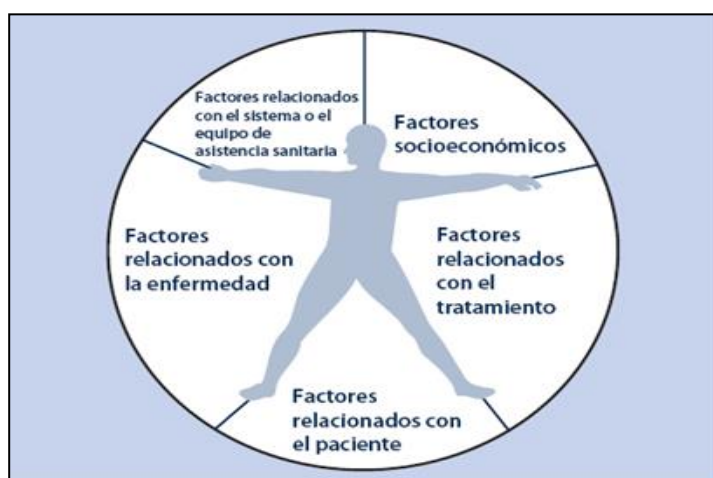 Factores relacionados
con el sistema o el
equipo de
asistencia sanitaria
Factores
socioeconómicos
Factores
relacionados con
la enfermedad
Factores
relacionados
con el
tratamiento
Factores
relacionados con
el paciente